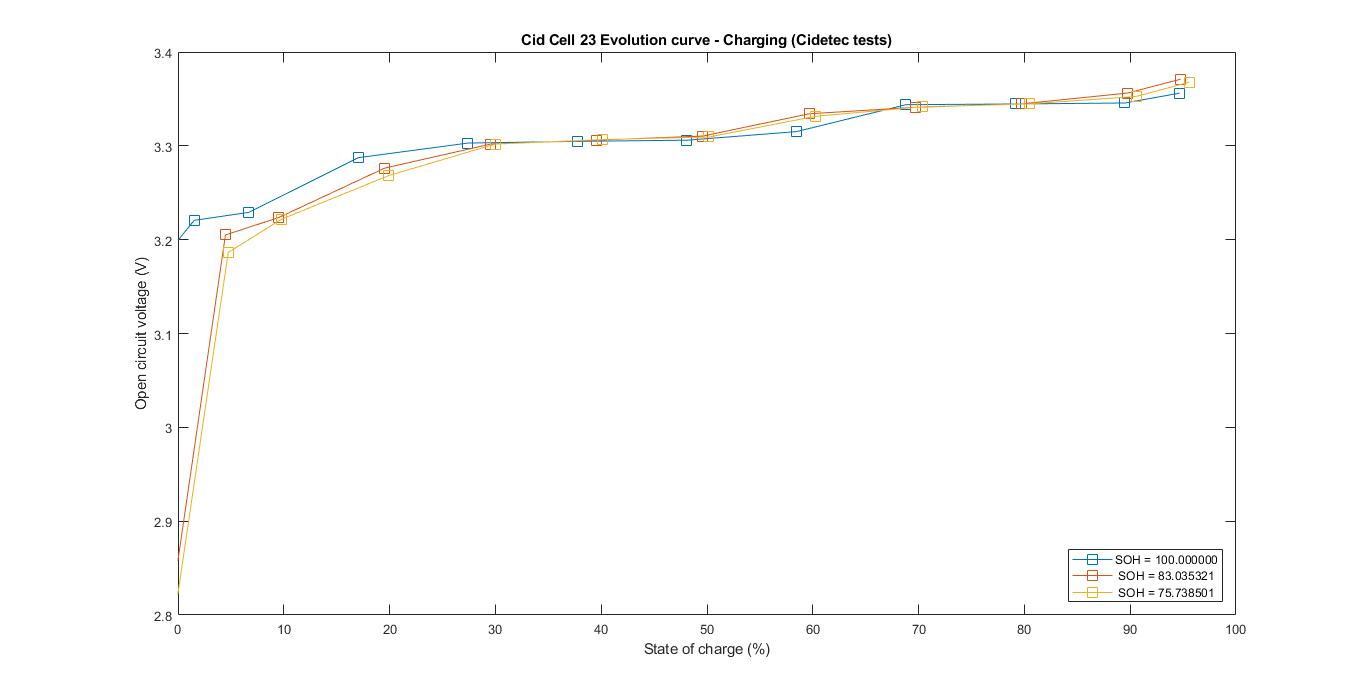 Cid Cell 23 Evolution curve - Charging (Cidetec tests)
3.4
3.3
3.2
3.1
3
2.9
2.8
Open circuit voltage (V)
0 10 20 30 40 50 60 70 80 90 100
State of charge (%)
SOH = 100.000000
SOH = 83.035321
SOH = 75.738501